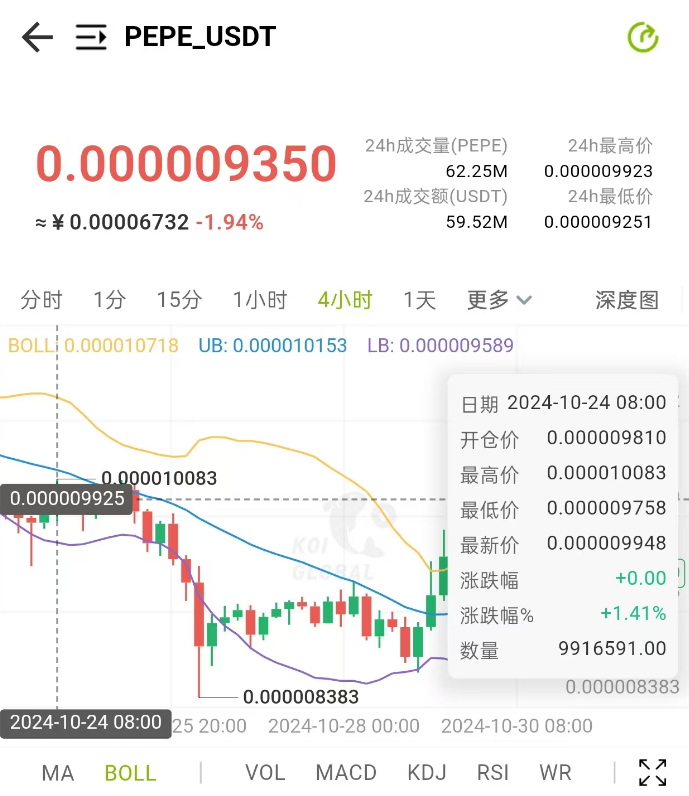 PEPE_USDT
0.000009350
≈ ¥ 0.00006732 -1.94%
24h成交量(PEPE)
62.25M
24h最高价
0.000009923
24h成交额(USDT)
59.52M
24h最低价
0.000009251
分时 1分 15分 1小时 4小时 1天 更多 深度图
BOLL: 0.000010718 UB: 0.000010153 LB: 0.000009589
日期 2024-10-24 08:00
开仓价 0.000009810
最高价 0.000010083
最低价 0.000009758
最新价 0.000009948
涨跌幅 +0.00
涨跌幅% +1.41%
数量 9916591.00
0.000010083
0.000009925
KOI
GLOBAL
0.000008383
0.000008383
2024-10-24 08:00 25 20:00 2024-10-28 00:00 2024-10-30 08:00
MA BOLL | VOL MACD KDJ RSI WR |